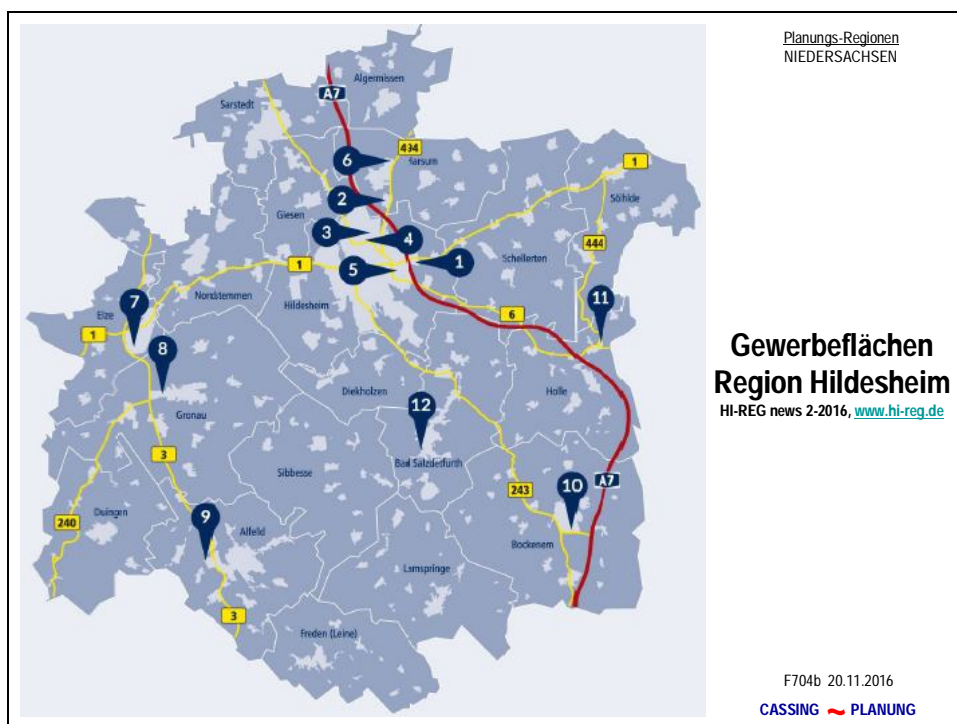 Planungs-Regionen
NIEDERSACHSEN
Algermissen
A7
Sarstedt
494
6
Harsum
1
2
Söhlde
Giesen
3
4
444
1
Schellerten
1
5
Nordstemmen
Hildesheim
11
7
6
Elze
1
8
Gewerbeflächen
Region Hildesheim
HI-REG news 2-2016, www.hi-reg.de
Diekholzen
Holle
12
Gronau
3
Bad Salzdetfurth
Sibbesse
A7
10
243
Duingen
240
9
Alfeld
Bockenem
Lamspringe
3
Freden (Leine)
F704b 20.11.2016
CASSING ~ PLANUNG